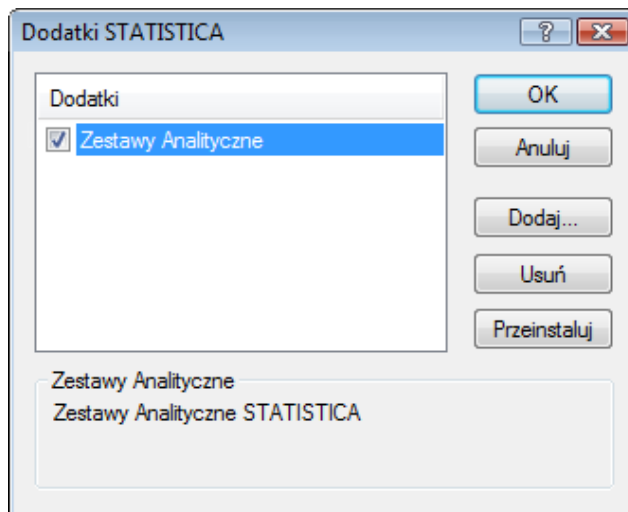 Dodatki STATISTICA
Dodatki
Zestawy Analityczne
OK
Anuluj
Dodaj...
Usuń
Przeinstaluj
Zestawy Analityczne
Zestawy Analityczne STATISTICA